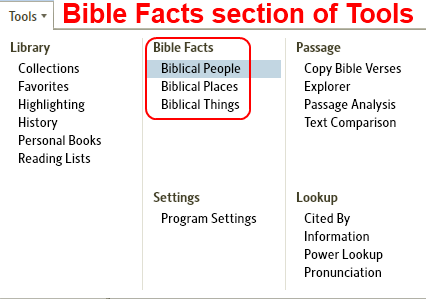 Tools
Bible Facts section of Tools
Library
Collections
Favorites
Highlighting
History
Personal Books
Reading Lists
Bible Facts
Biblical People
Biblical Places
Biblical Things
Passage
Copy Bible Verses
Explorer
Passage Analysis
Text Comparison
Settings
Program Settings
Lookup
Cited By
Information
Power Lookup
Pronunciation